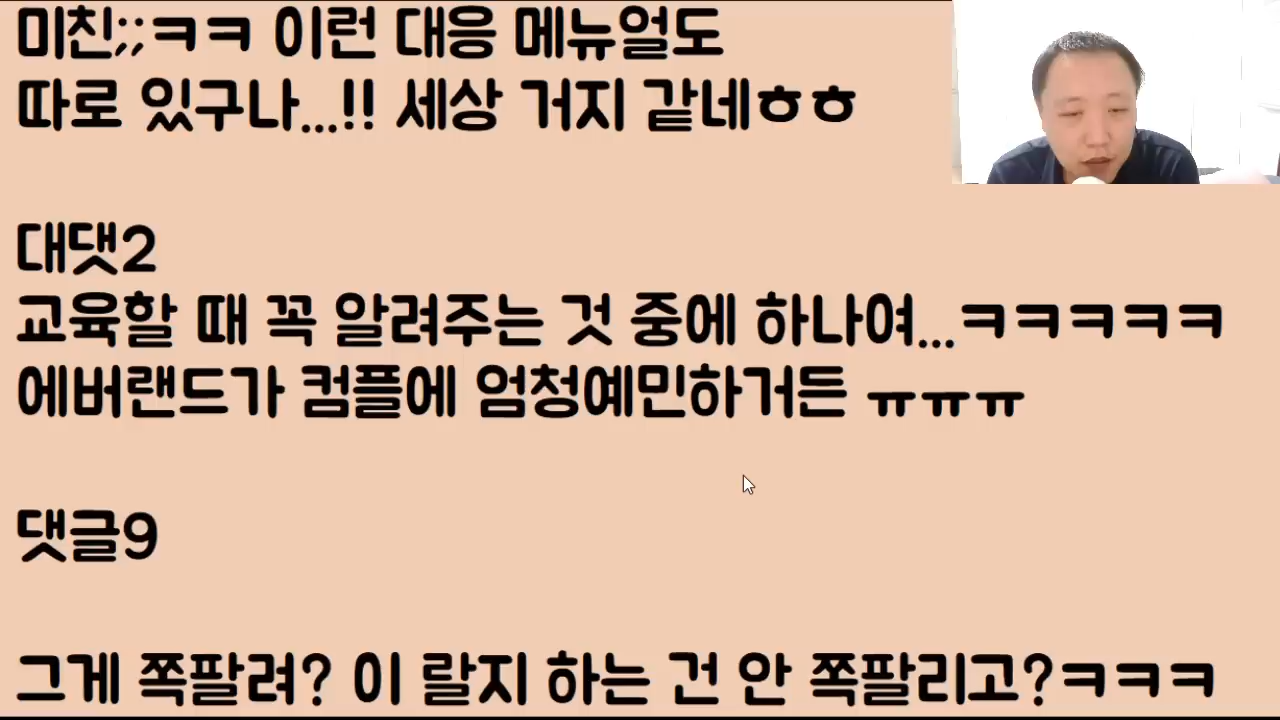 미친;;ㅋㅋ 이런 대응 메뉴얼도
따로 있구나...!! 세상 거지 같네ㅎㅎ
대댓2
교육할 때 꼭 알려주는 것 중에 하나여...ㅋㅋㅋㅋㅋ
에버랜드가 컴플에 엄청예민하거든 ㅠㅠㅠ
댓글9
그게 쪽팔려? 이 랄지 하는 건 안 쪽팔리고?ㅋㅋㅋ